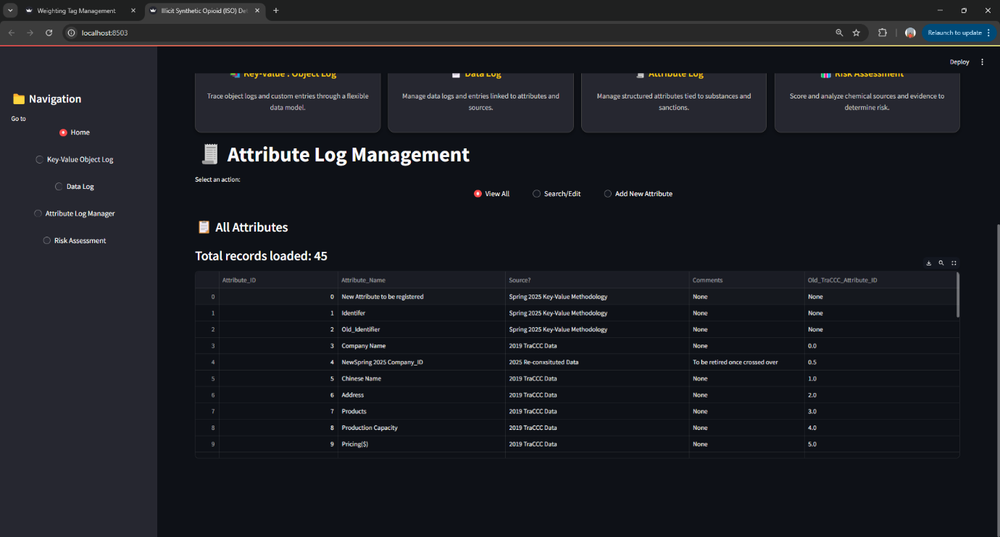 Weighting Tag Management
Illicit Synthetic Opioid (ISO) De
localhost:8503
Relaunch to update
Deploy
Navigation
Go to
Home
Key-Value Object Log
Data Log
Attribute Log Manager
Risk Assessment
Key-Value : Object Log
Trace object logs and custom entries through a flexible
data model.
Data Log
Manage data logs and entries linked to attributes and
sources.
Attribute Log
Manage structured attributes tied to substances and
sanctions.
Risk Assessment
Score and analyze chemical sources and evidence to
determine risk.
Attribute Log Management
Select an action:
View All Search/Edit Add New Attribute
All Attributes
Total records loaded: 45
Attribute_ID Attribute_Name Source? Comments Old_TraCCC_Attribute_ID
0 0 New Attribute to be registered Spring 2025 Key-Value Methodology None None
1 1 Identifer Spring 2025 Key-Value Methodology None None
2 2 Old_Identifier Spring 2025 Key-Value Methodology None None
3 3 Company Name 2019 TraCCC Data None 0.0
4 4 NewSpring 2025 Company_ID 2025 Re-conxsituted Data To be retired once crossed over 0.5
5 5 Chinese Name 2019 TraCCC Data None 1.0
6 6 Address 2019 TraCCC Data None 2.0
7 7 Products 2019 TraCCC Data None 3.0
8 8 Production Capacity 2019 TraCCC Data None 4.0
9 9 Pricing($) 2019 TraCCC Data None 5.0